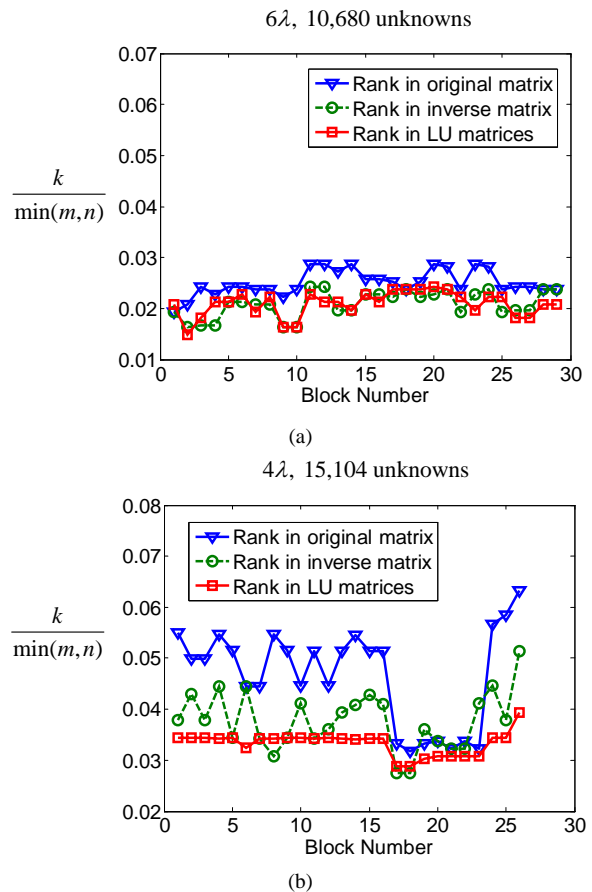 6λ, 10,680 unknowns
0.07
0.06
0.05
0.04
0.03
0.02
0.01
k
min(m,n)
Rank in original matrix
Rank in inverse matrix
Rank in LU matrices
0 5 10 15 20 25 30
Block Number
(a)
4λ, 15,104 unknowns
0.08
0.07
0.06
0.05
0.04
0.03
0.02
k
min(m,n)
Rank in original matrix
Rank in inverse matrix
Rank in LU matrices
0 5 10 15 20 25 30
Block Number
(b)